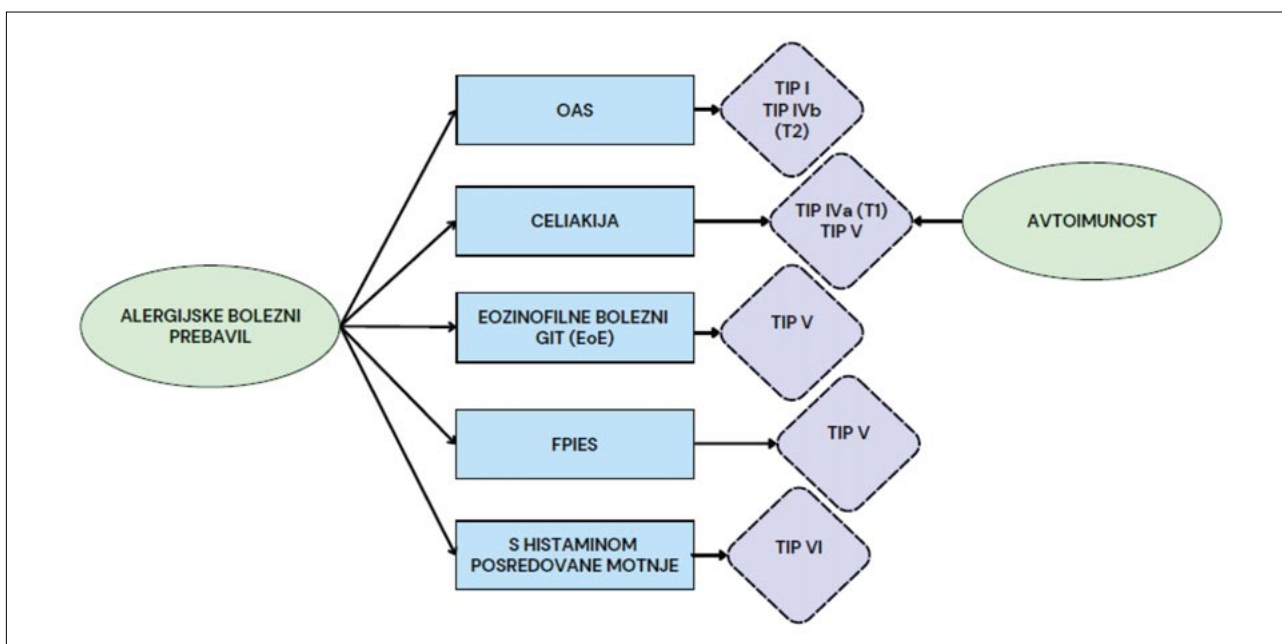 OAS
TIP I
TIP IVb
(T2)
CELIAKIJA
TIP IVa (T1)
TIP V
AVTOIMUNOST
ALERGIJSKE BOLEZNI
PREBAVIL
EOZINOFILNE BOLEZNI
GIT (EoE)
TIP V
FPIES
TIP V
S HISTAMINOM
POSREDOVANE MOTNJE
TIP VI